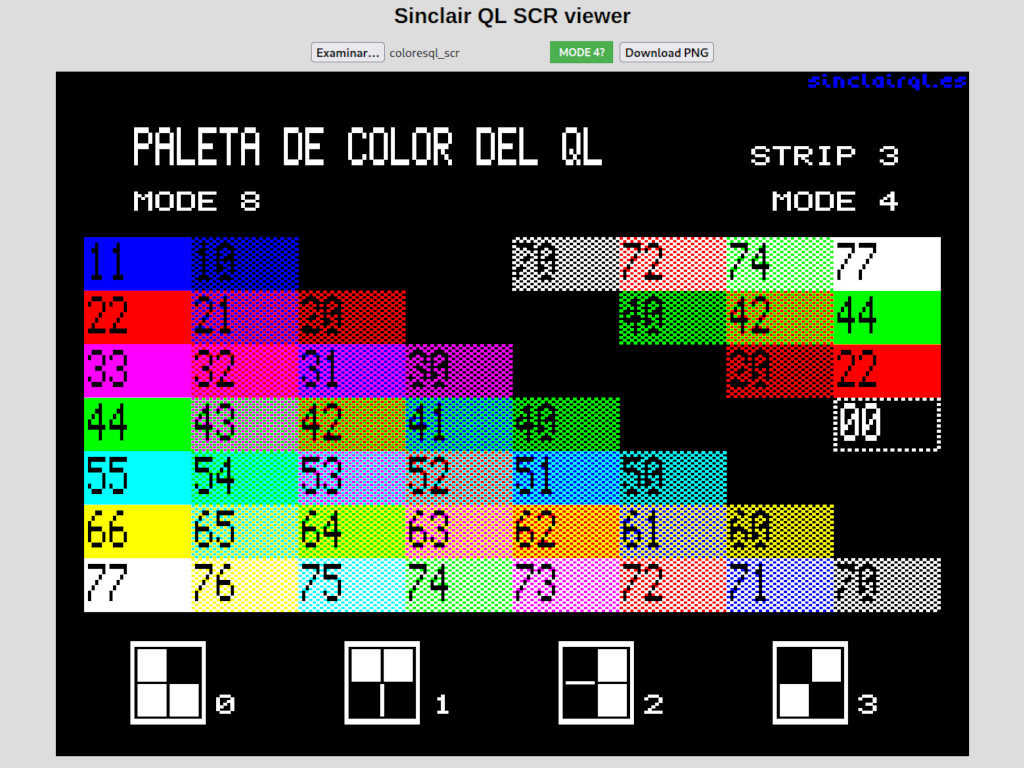 Sinclair QL SCR viewer
Examinar... coloresql_scr MODE 4? Download PNG
sinclairql.es
PALETA DE COLOR DEL QL
STRIP 3
MODE 8 MODE 4
11 10 70 72 74 77
22 21 20 40 42 44
33 32 31 30 20 22
44 43 42 41 40 00
55 54 53 52 51 50
66 65 64 63 62 61 60
77 76 75 74 73 72 71 70
0 1 2 3